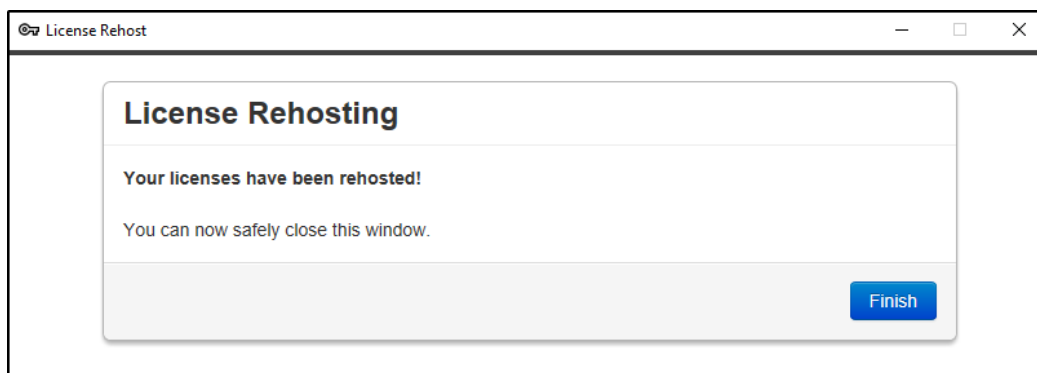 License Rehost
License Rehosting
Your licenses have been rehosted!
You can now safely close this window.
Finish